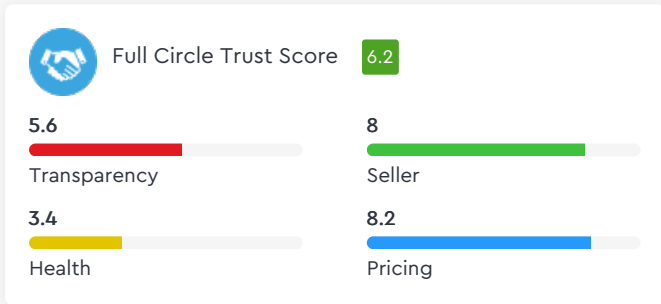 Full Circle Trust Score 6.2
5.6
Transparency
8
Seller
3.4
Health
8.2
Pricing